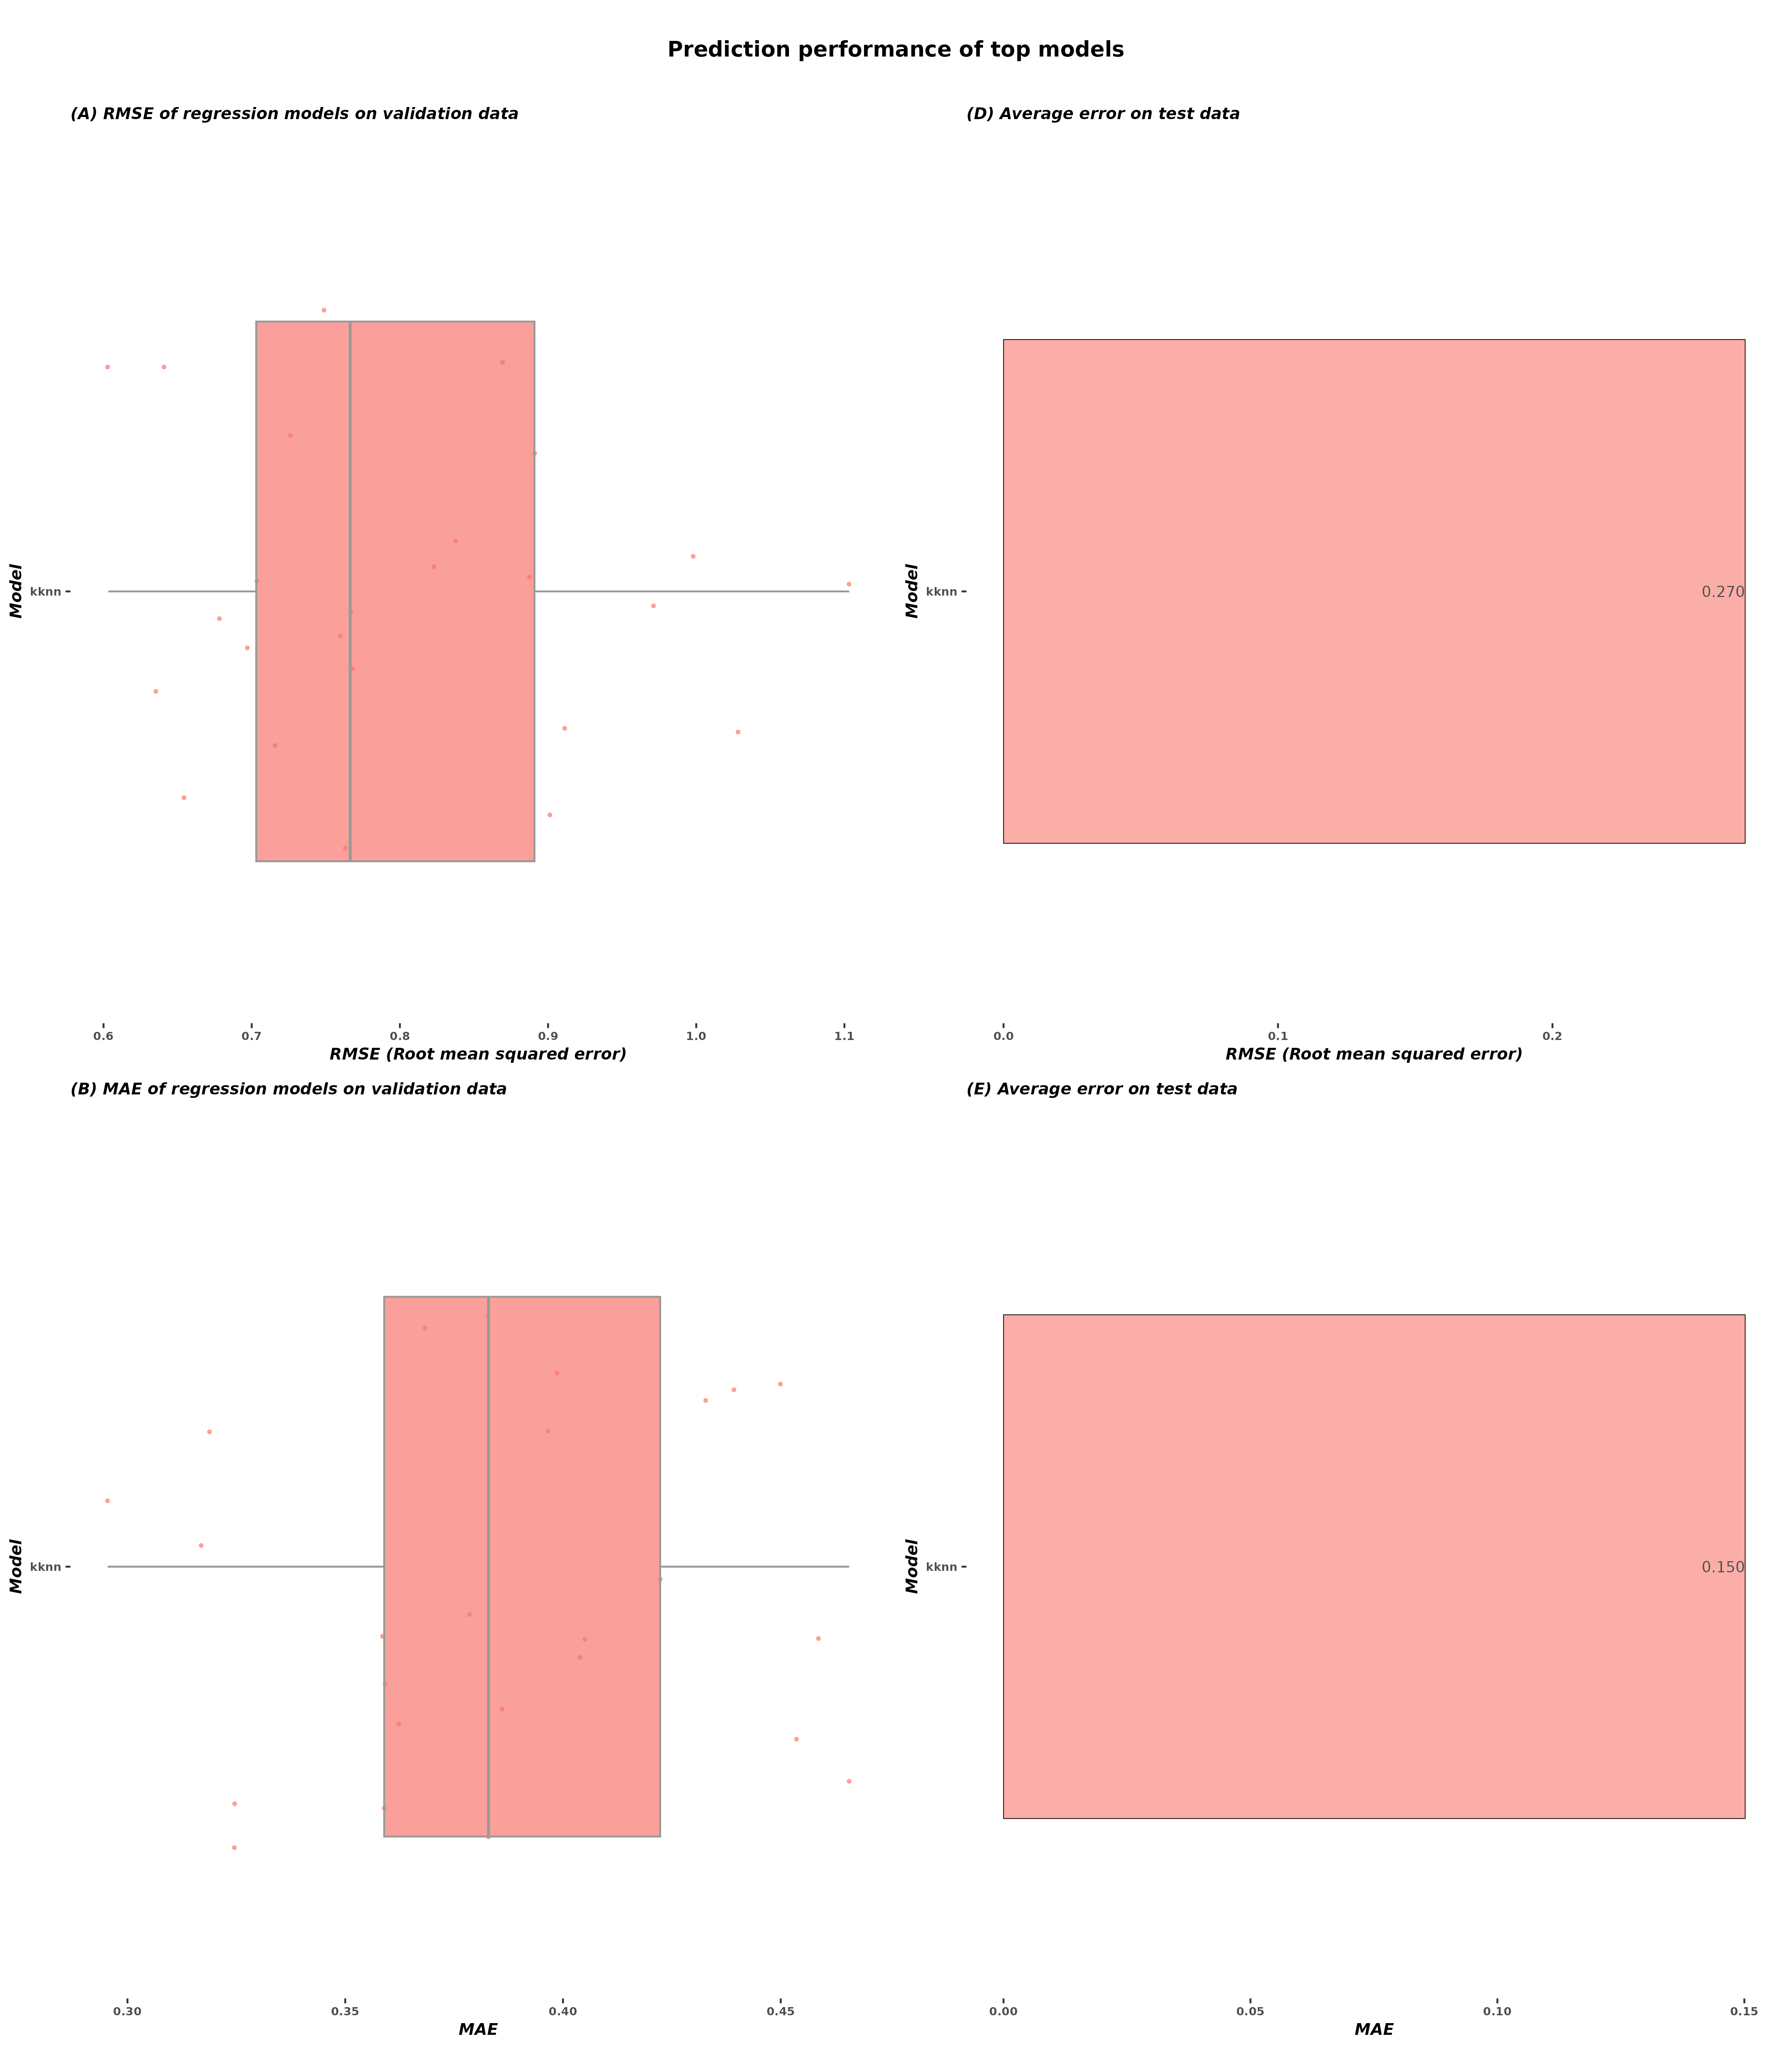 Prediction performance of top models
(A) RMSE of regression models on validation data
Model
kknn
0.6 0.7 0.8 0.9 1.0 1.1
RMSE (Root mean squared error)
(D) Average error on test data
Model
kknn
0.270
0.0 0.1 0.2
RMSE (Root mean squared error)
(B) MAE of regression models on validation data
Model
kknn
0.30 0.35 0.40 0.45
MAE
(E) Average error on test data
Model
kknn
0.150
0.00 0.05 0.10 0.15
MAE